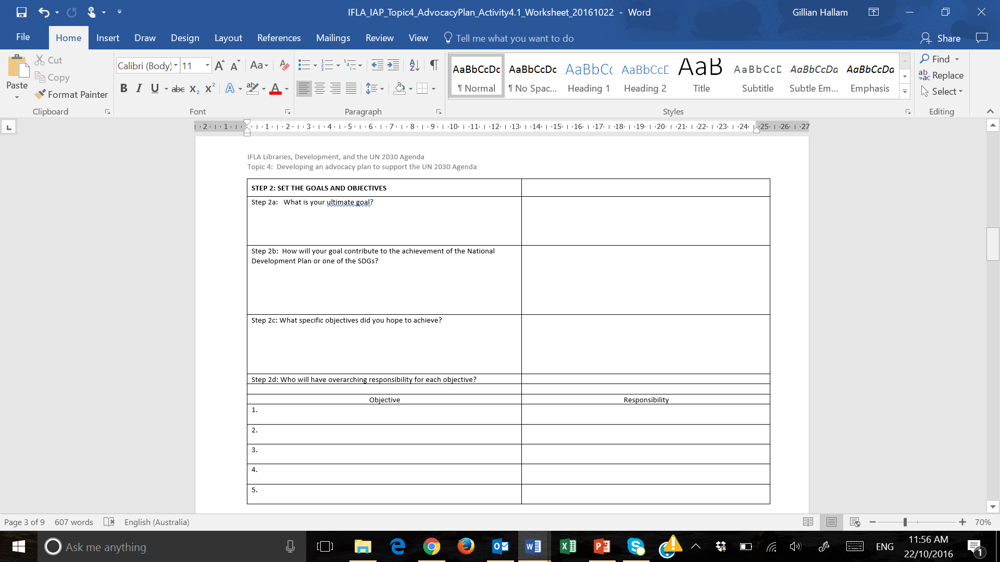 IFLA_IAP_Topic4_AdvocacyPlan_Activity4.1_Worksheet_20161022 - Word
Gillian Hallam
File Home Insert Draw Design Layout References Mailings Review View Tell me what you want to do Share
Paste
Cut
Copy
Format Painter
Clipboard
Calibri (Body) 11
Font
Paragraph
AaBbCcDc AaBbCcDc AaBbC AaBbCcE AaB AaBbCcD AaBbCcDa AaBbCcDa
¶ Normal ¶ No Spac... Heading 1 Heading 2 Title Subtitle Subtle Em... Emphasis
Styles
Find
Replace
Select
Editing
2 1 1 2 3 4 5 6 7 8 9 10 11 12 13 14 15 16 17 18 19 20 21 22 23 24 25 26 27
IFLA Libraries, Development, and the UN 2030 Agenda
Topic 4: Developing an advocacy plan to support the UN 2030 Agenda
STEP 2: SET THE GOALS AND OBJECTIVES
Step 2a: What is your ultimate goal?
Step 2b: How will your goal contribute to the achievement of the National
Development Plan or one of the SDGs?
Step 2c: What specific objectives did you hope to achieve?
Step 2d: Who will have overarching responsibility for each objective?
Objective Responsibility
1.
2.
3.
4.
5.
Page 3 of 9 607 words English (Australia) 70%
Ask me anything
ENG
11:56 AM
22/10/2016
1